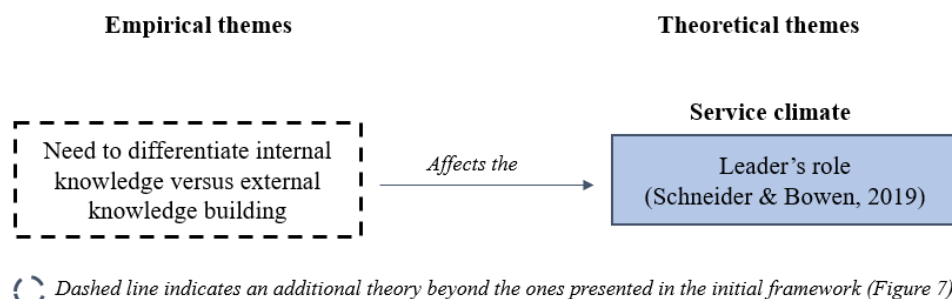 Empirical themes
Theoretical themes
Service climate
Need to differentiate internal
knowledge versus external
knowledge building
Affects the
Leader's role
(Schneider & Bowen, 2019)
Dashed line indicates an additional theory beyond the ones presented in the initial framework (Figure 7)